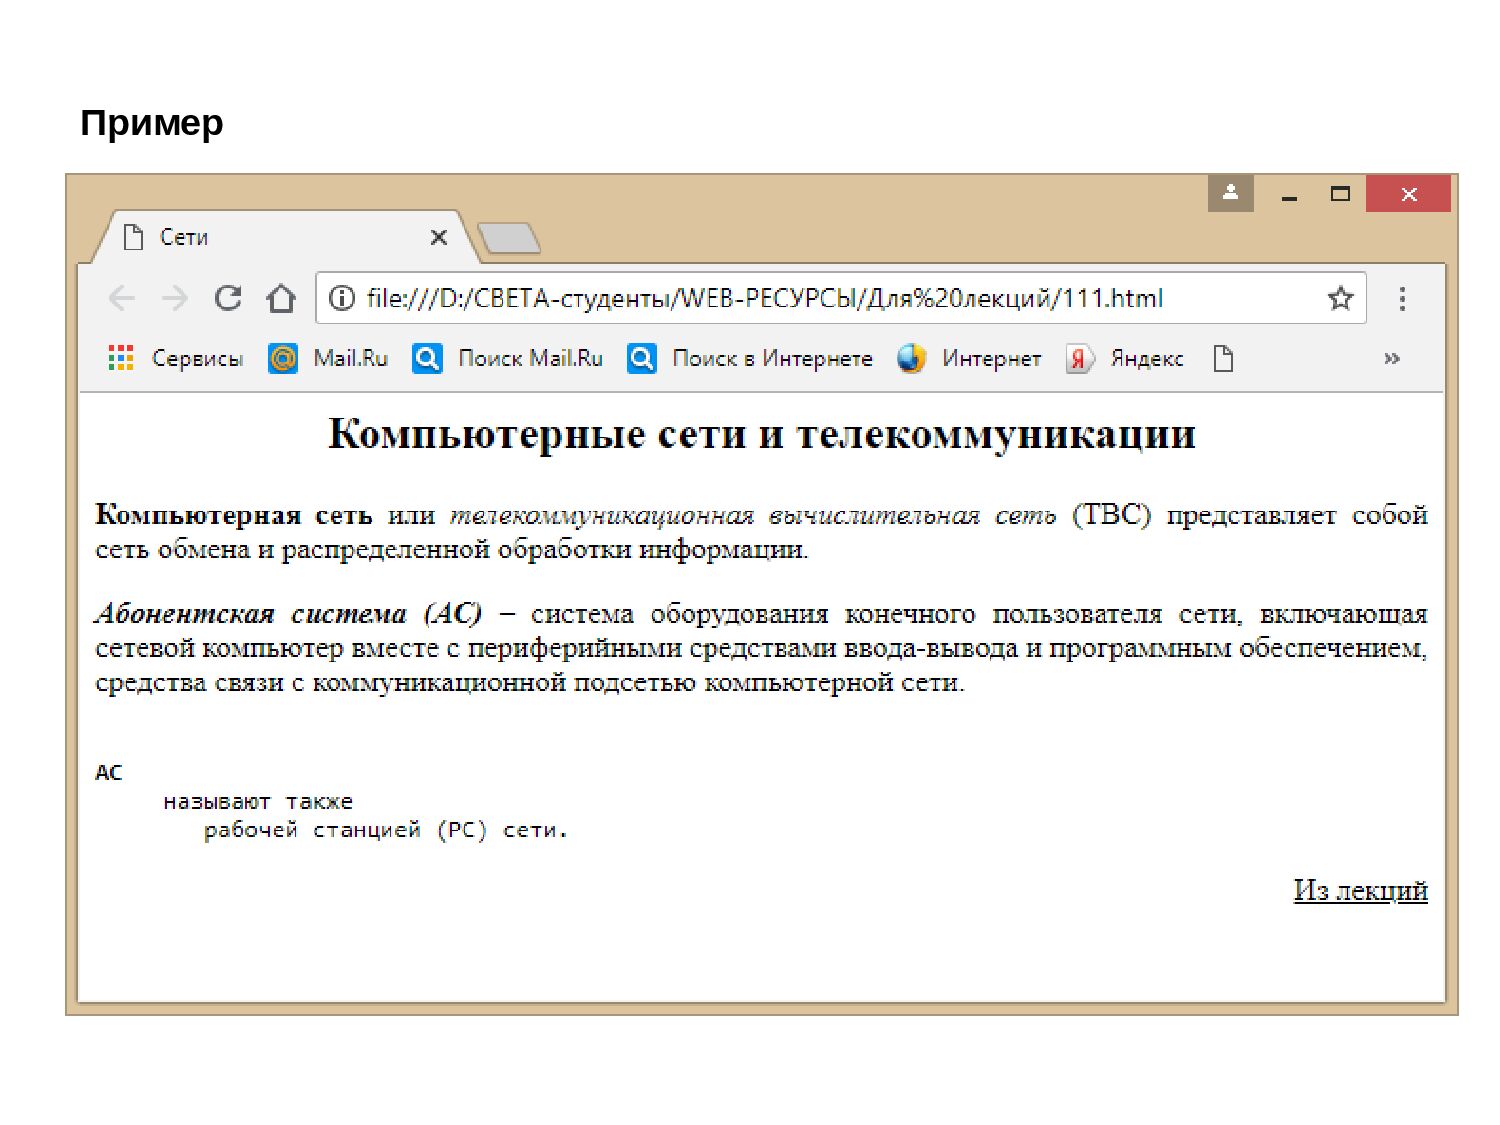 Пример
Сети
file:///D:/СВЕТА-студенты/WEB-РЕСУРСЫ/Для%20лекций/111.html
Сервисы Mail.Ru Поиск Mail.Ru Поиск в Интернете Интернет Яндекс »
Компьютерные сети и телекоммуникации
Компьютерная сеть или телекоммуникационная вычислительная сеть (ТВС) представляет собой
сеть обмена и распределенной обработки информации.
Абонентская система (АС) – система оборудования конечного пользователя сети, включающая
сетевой компьютер вместе с периферийными средствами ввода-вывода и программным обеспечением,
средства связи с коммуникационной подсетью компьютерной сети.
АС
называют также
рабочей станцией (РС) сети.
Из лекций